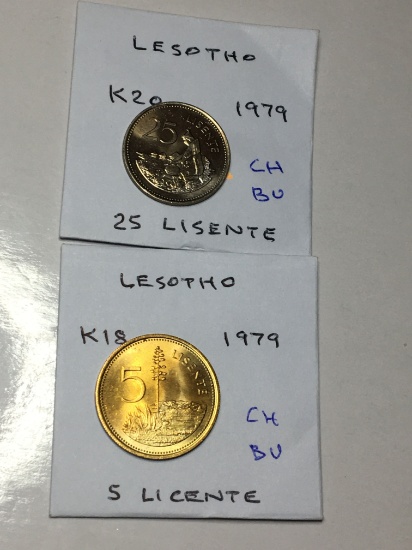 LESOTHO
K20 1979
25 LISENTE
CH
BU
25 LISENTE
LESOTHO
K18 1979
5 LISENTE
CH
BU
5 LICENTE